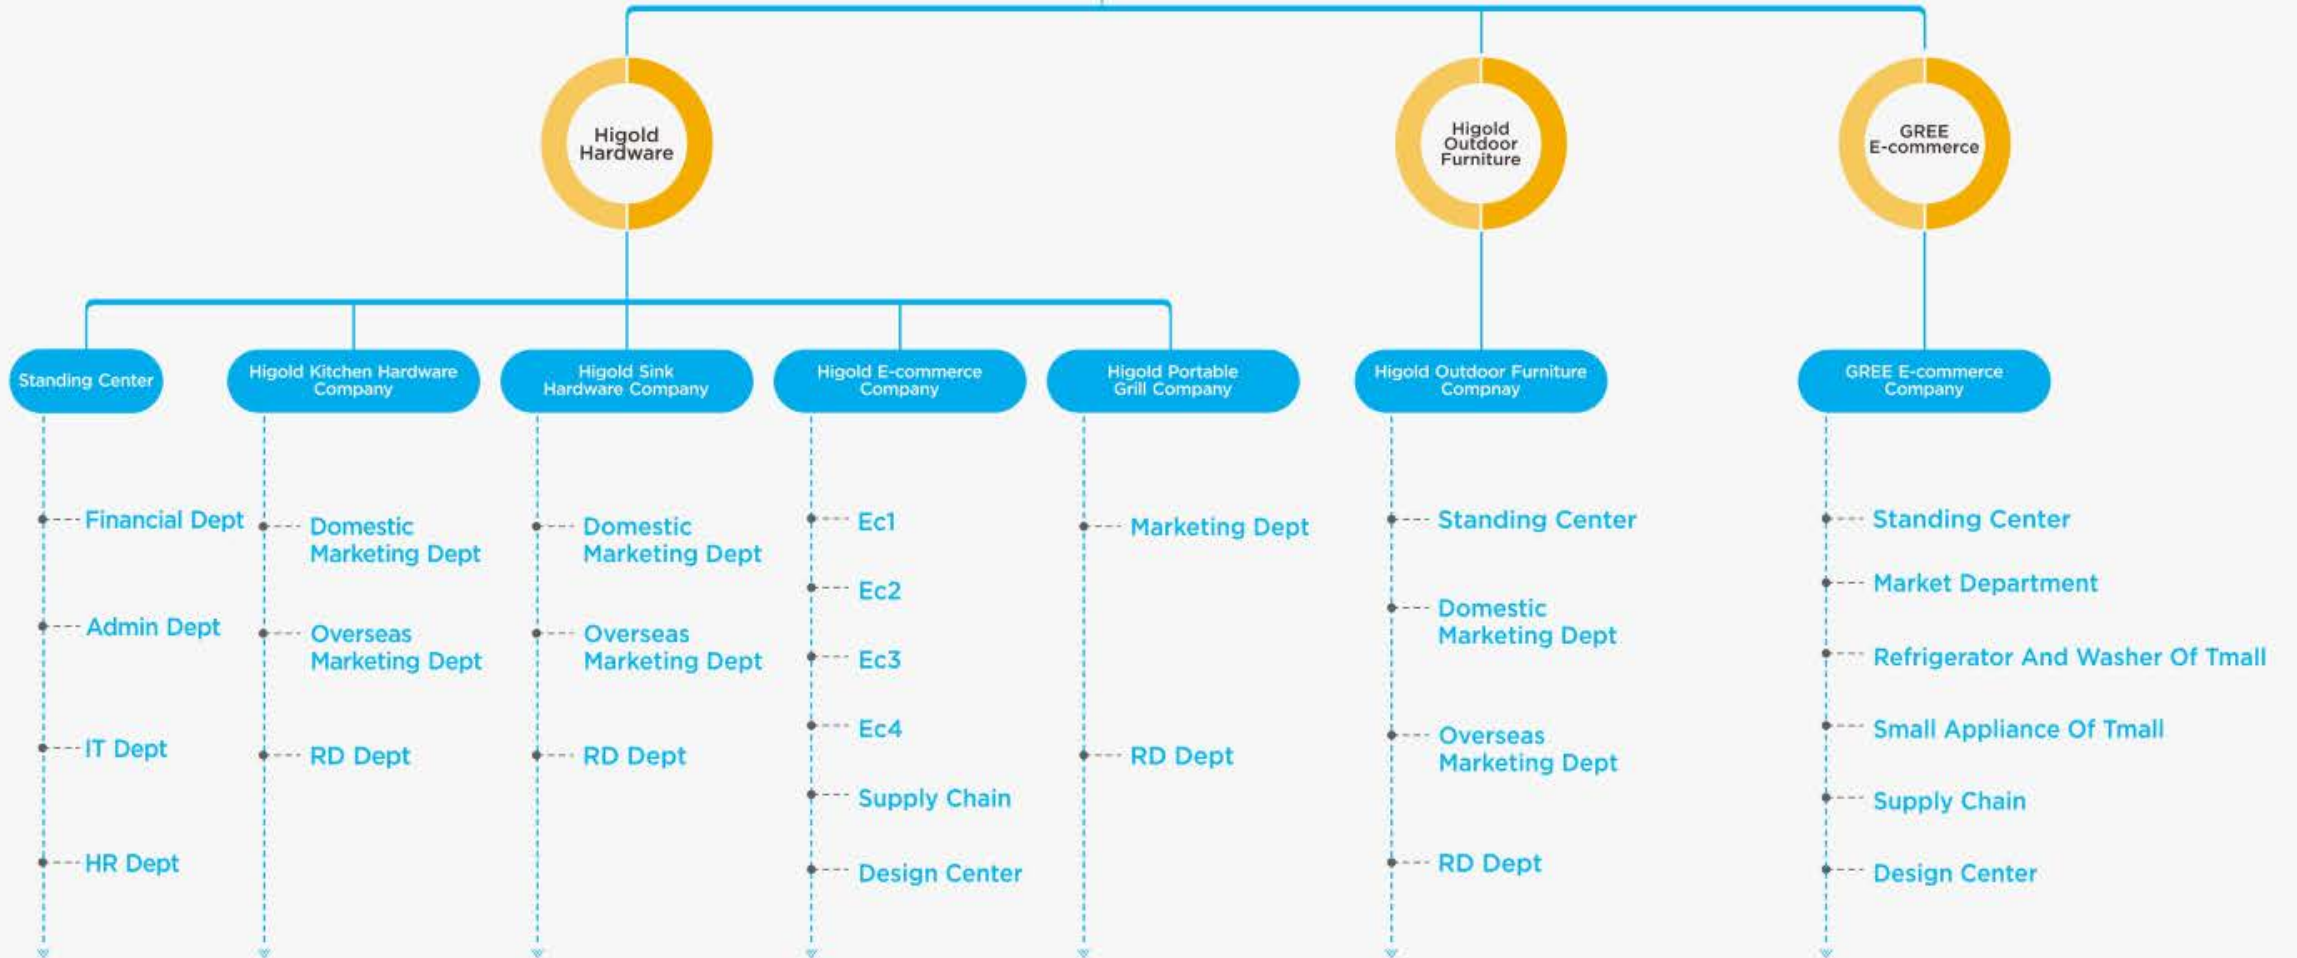 Higold
Hardware
Higold
Outdoor
Furniture
GREE
E-commerce
Standing Center
Higold Kitchen Hardware
Company
Higold Sink
Hardware Company
Higold E-commerce
Company
Higold Portable
Grill Company
Higold Outdoor Furniture
Compnay
GREE E-commerce
Company
Financial Dept
Admin Dept
IT Dept
HR Dept
Domestic
Marketing Dept
Overseas
Marketing Dept
RD Dept
Domestic
Marketing Dept
Overseas
Marketing Dept
RD Dept
Ec1
Ec2
Ec3
Ec4
Supply Chain
Design Center
Marketing Dept
RD Dept
Standing Center
Domestic
Marketing Dept
Overseas
Marketing Dept
RD Dept
Standing Center
Market Department
Refrigerator And Washer Of Tmall
Small Appliance Of Tmall
Supply Chain
Design Center